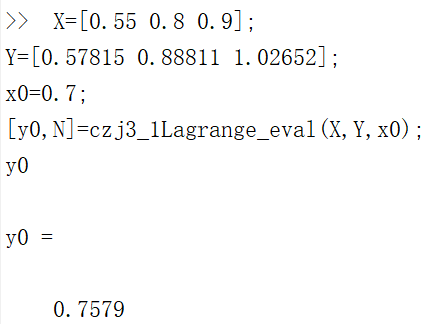 >> X=[0.55 0.8 0.9];
Y=[0.57815 0.88811 1.02652];
x0=0.7;
[y0,N]=czj3_1Lagrange_eval(X,Y,x0);
y0
y0 =
0.7579